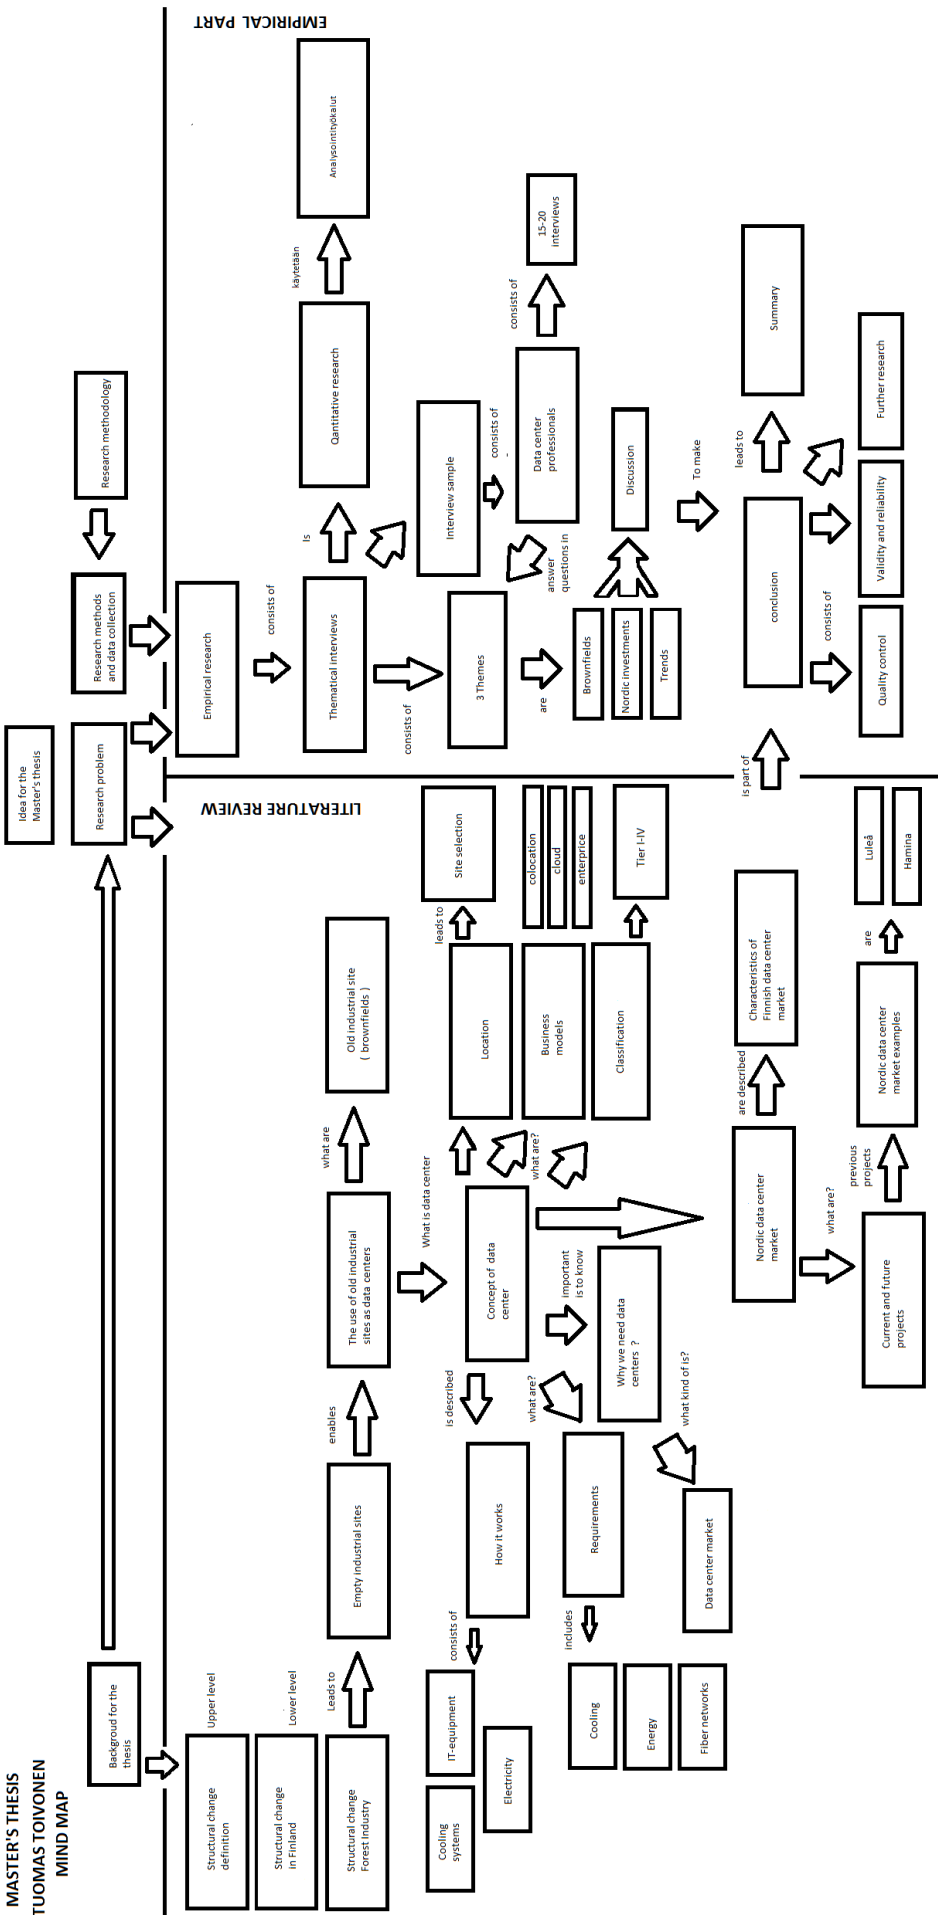 MASTER'S THESIS
TUOMAS TOIVONEN
MIND MAP
Backgroud for the
thesis
Idea for the
Master's thesis
Research problem
Research methods
and data collection
Research methodology
LITERATURE REVIEW
EMPIRICAL PART
Structural change
definition
Upper level
Structural change
in Finland
Lower level
Structural change
Forest Industry
Leads to
Empty industrial sites
enables
The use of old industrial
sites as data centers
what are
Old industrial site
( brownfields )
What is data center
Cooling
systems
IT-equipment
Electricity
consists of
How it works
is described
Concept of data
center
Location
leads to
Site selection
Business
models
colocation
cloud
enterprice
what are?
Classification
Tier I-IV
Cooling
Energy
Fiber networks
includes
Requirements
what are?
important
is to know
Why we need data
centers ?
what kind of is?
Data center market
Nordic data center
market
are described
Characteristics of
Finnish data center
market
what are?
Current and future
projects
previous
projects
Nordic data center
market examples
are
Luleå
Hamina
is part of
Empirical research
consists of
Thematical interviews
Is
Qantitative research
käytetään
Analysointityökalut
consists of
3 Themes
Interview sample
consists of
Data center
professionals
consists of
15-20
interviews
answer
questions in
are
Brownfields
Nordic investments
Trends
Discussion
To make
conclusion
leads to
Summary
consists of
Quality control
Validity and reliability
Further research